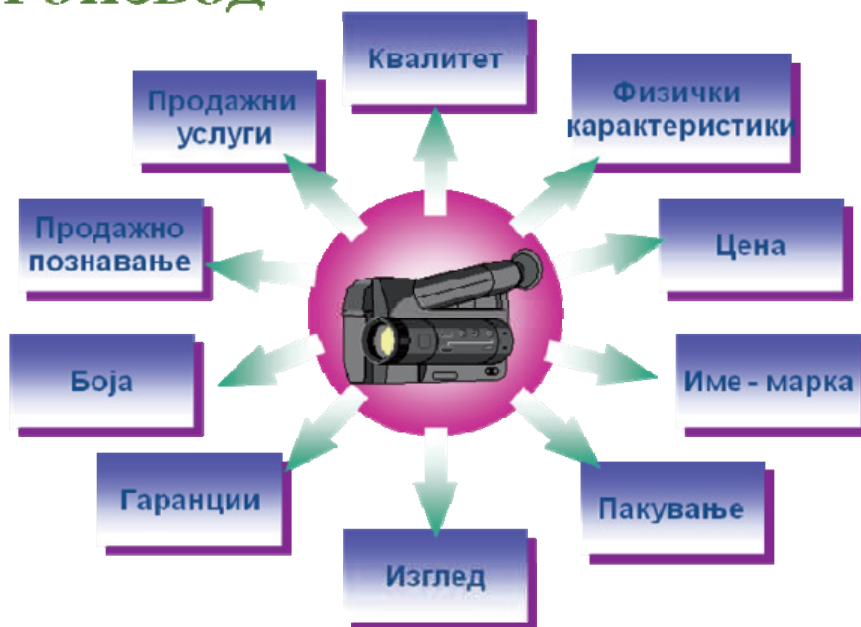 Квалитет
Физички
карактеристики
Цена
Име - марка
Пакување
Изглед
Гаранции
Боја
Продажно
познавање
Продажни
услуги